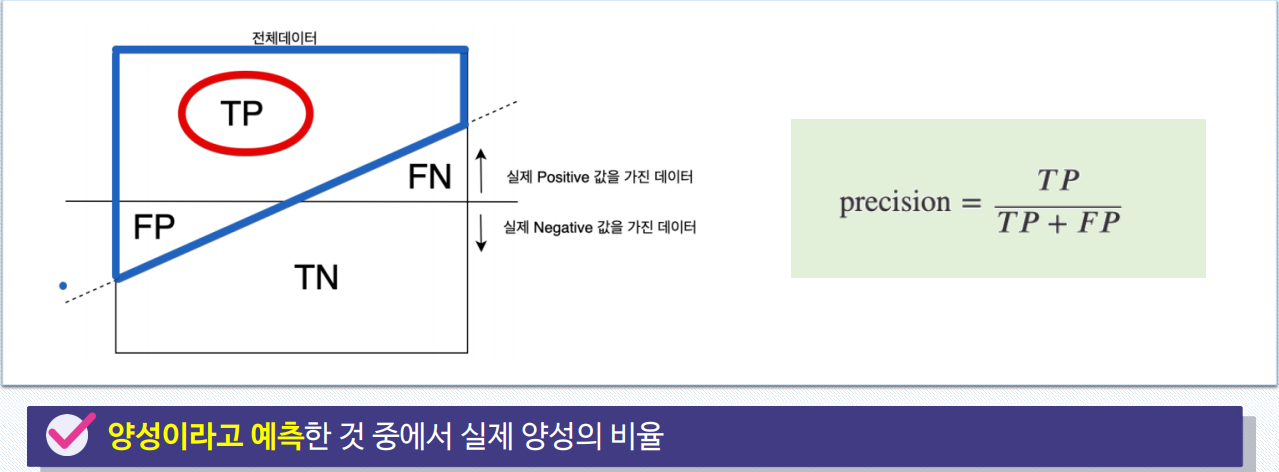 전체데이터
TP
FN
실제 Positive 값을 가진 데이터
실제 Negative 값을 가진 데이터
FP
TN
precision = TP / TP + FP
양성이라고 예측한 것 중에서 실제 양성의 비율